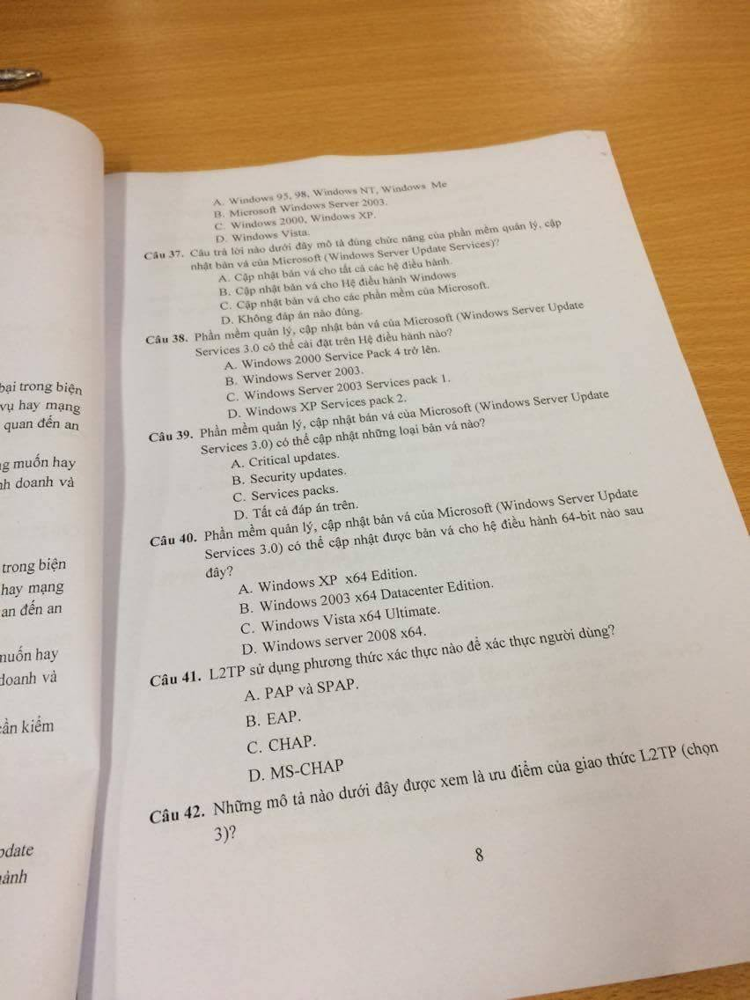 bại trong biện
vụ hay mạng
quan đến an
g muốn hay
nh doanh và
trong biện
hay mạng
an đến an
nuốn hay
doanh và
cần kiểm
pdate
ành
A. Windows 95, 98, Windows NT, Windows Me
B. Microsoft Windows Server 2003.
C. Windows 2000, Windows XP.
D. Windows Vista.
Câu 37. Câu trả lời nào dưới đây mô tả đúng chức năng của phần mềm quản lý, cập
nhật bản vá của Microsoft (Windows Server Update Services)?
A. Cập nhật bản vá cho tất cả các hệ điều hành.
B. Cập nhật bản vá cho Hệ điều hành Windows
C. Cập nhật bản vá cho các phần mềm của Microsoft.
D. Không đáp án nào đúng.
Câu 38. Phần mềm quản lý, cập nhật bản vá của Microsoft (Windows Server Update
Services 3.0 có thể cài đặt trên Hệ điều hành nào?
A. Windows 2000 Service Pack 4 trở lên.
B. Windows Server 2003.
C. Windows Server 2003 Services pack 1.
D. Windows XP Services pack 2.
Câu 39. Phần mềm quản lý, cập nhật bản vá của Microsoft (Windows Server Update
Services 3.0) có thể cập nhật những loại bản vá nào?
A. Critical updates.
B. Security updates.
C. Services packs.
D. Tất cả đáp án trên.
Câu 40. Phần mềm quản lý, cập nhật bản vá của Microsoft (Windows Server Update
Services 3.0) có thể cập nhật được bản vá cho hệ điều hành 64-bit nào sau
đây?
A. Windows XP x64 Edition.
B. Windows 2003 x64 Datacenter Edition.
C. Windows Vista x64 Ultimate.
D. Windows server 2008 x64.
Câu 41. L2TP sử dụng phương thức xác thực nào để xác thực người dùng?
A. PAP và SPAP.
B. EAP.
C. CHAP.
D. MS-CHAP
Câu 42. Những mô tả nào dưới đây được xem là ưu điểm của giao thức L2TP (chọn
3)?
8